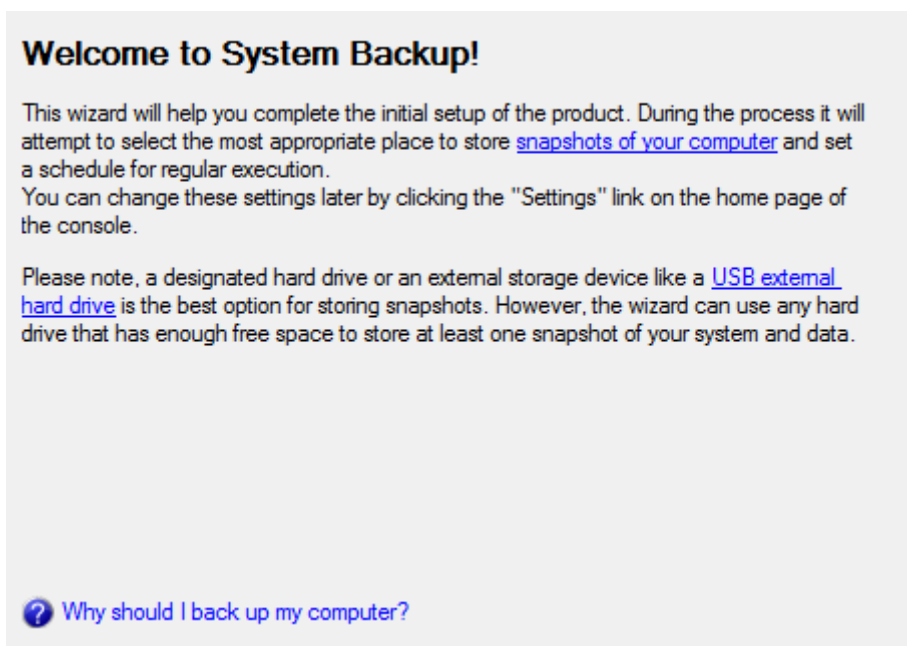 Welcome to System Backup!
This wizard will help you complete the initial setup of the product. During the process it will
attempt to select the most appropriate place to store snapshots of your computer and set
a schedule for regular execution.
You can change these settings later by clicking the "Settings" link on the home page of
the console.
Please note, a designated hard drive or an external storage device like a USB external
hard drive is the best option for storing snapshots. However, the wizard can use any hard
drive that has enough free space to store at least one snapshot of your system and data.
? Why should I back up my computer?